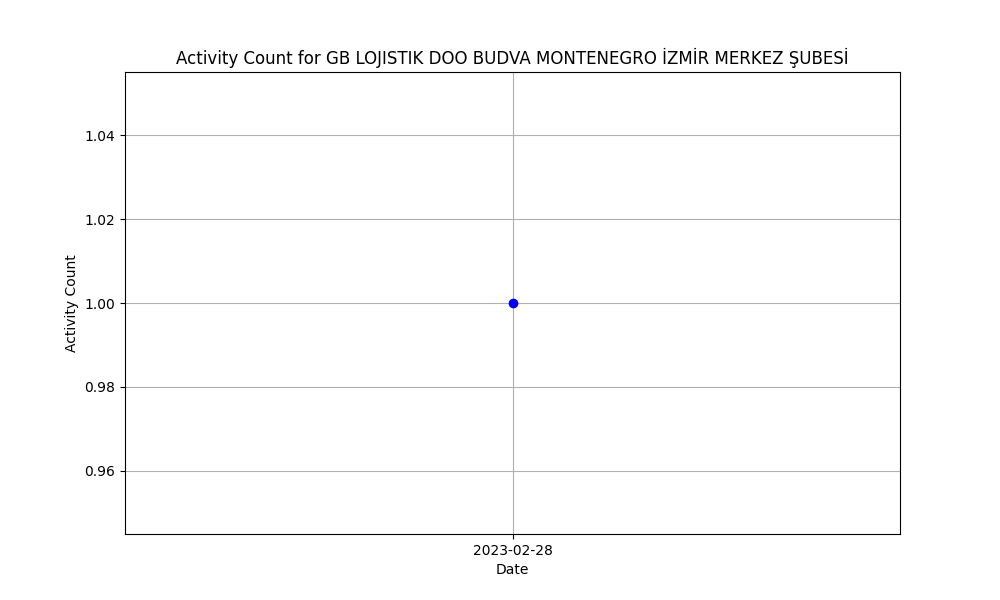 Activity Count for GB LOJISTIK DOO BUDVA MONTENEGRO İZMİR MERKEZ ŞUBESİ
1.04
1.02
1.00
0.98
0.96
Activity Count
2023-02-28
Date